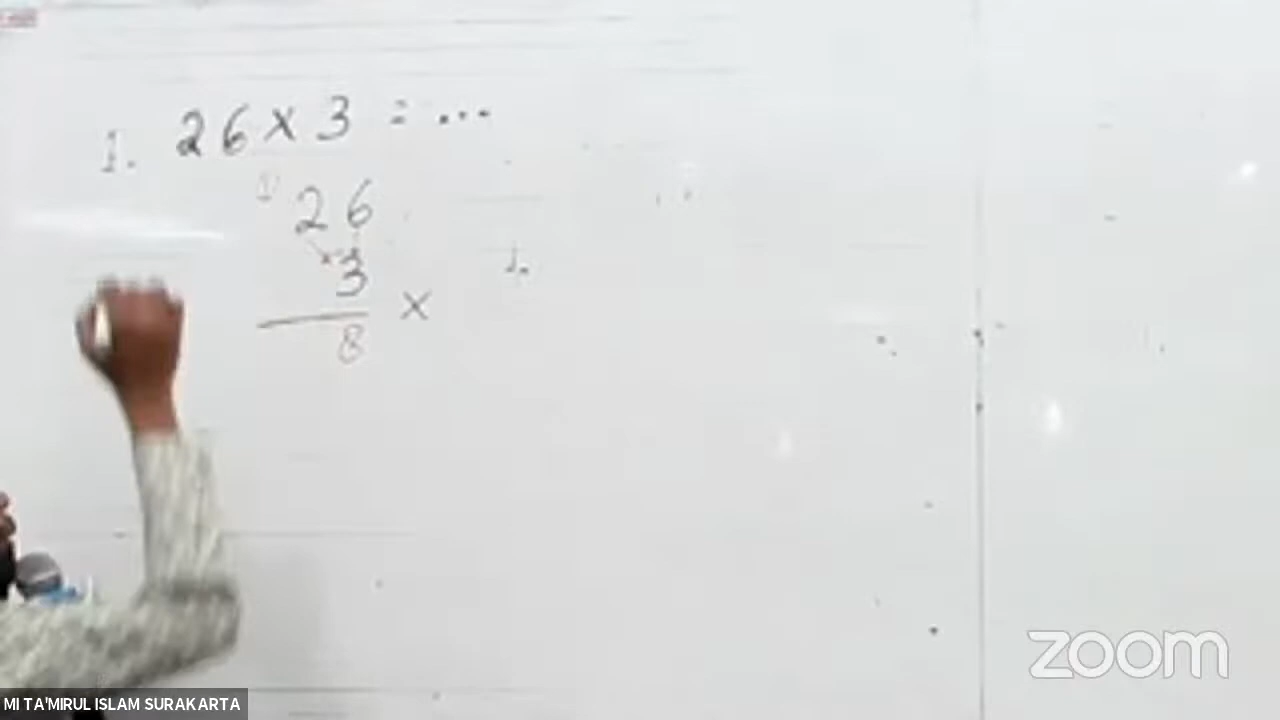 1. 26 x 3 = ...
1 26
3
x
8
zoom
MI TA'MIRUL ISLAM SURAKARTA